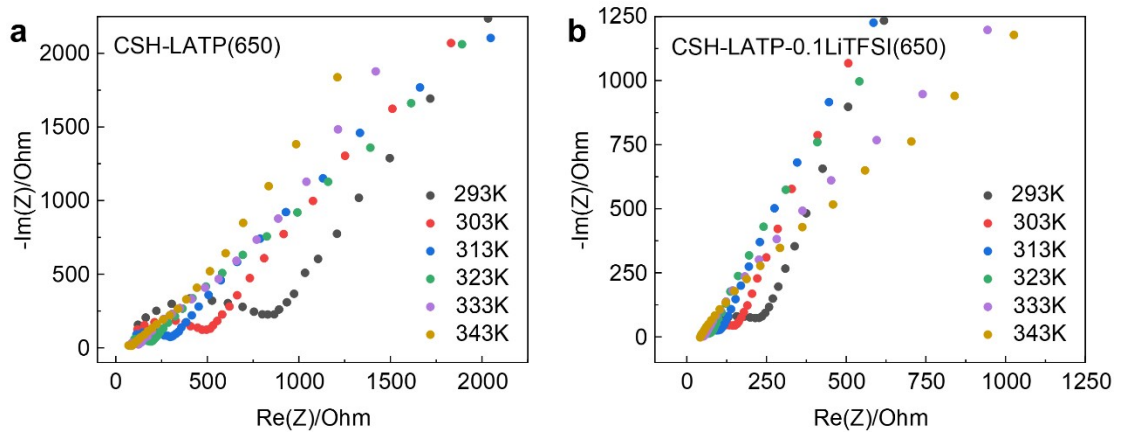 a
CSH-LATP(650)
2000
1500
1000
500
0
-Im(Z)/Ohm
293K
303K
313K
323K
333K
343K
0
500
1000
1500
2000
Re(Z)/Ohm
b
CSH-LATP-0.1LiTFSI(650)
1250
1000
750
500
250
0
-Im(Z)/Ohm
293K
303K
313K
323K
333K
343K
0
250
500
750
1000
1250
Re(Z)/Ohm